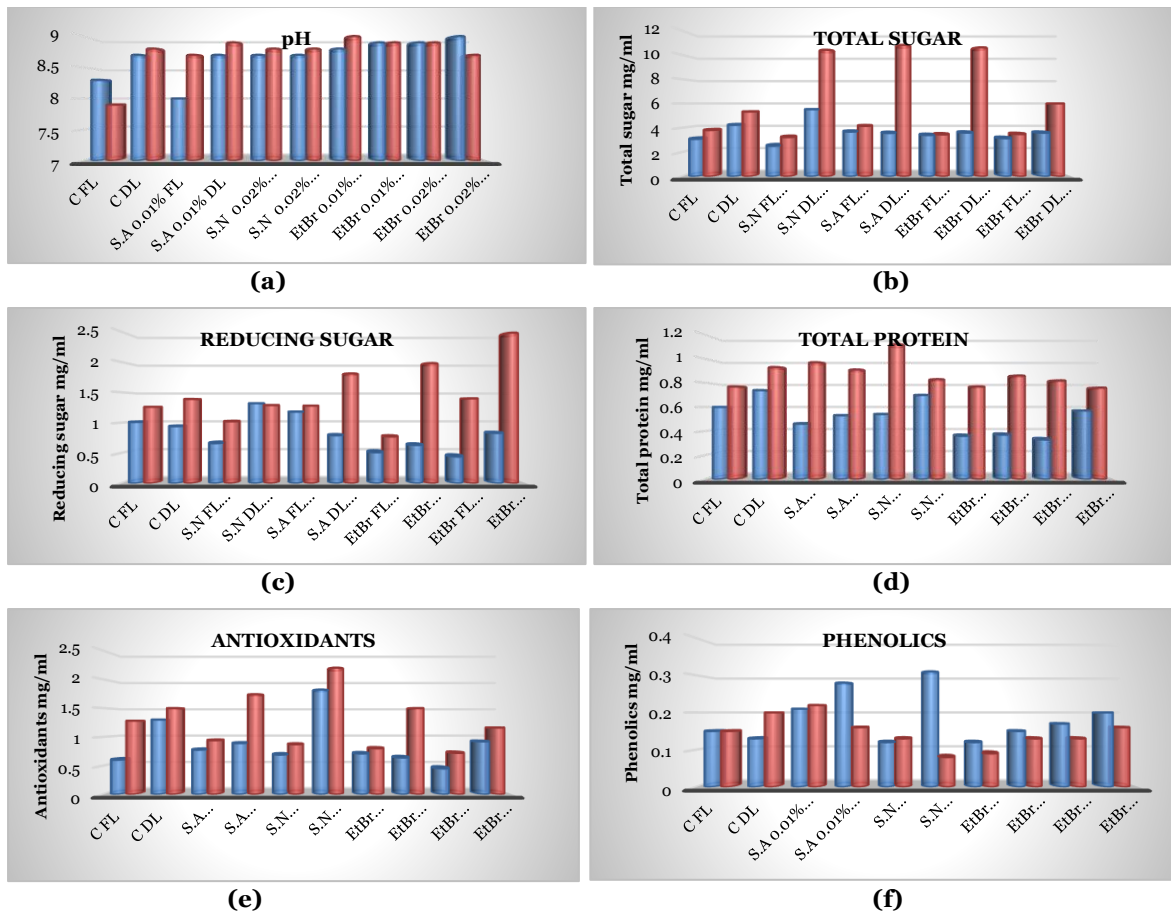 pH
9
8.5
8
7.5
7
C FL
C DL
S.A 0.01% FL
S.A 0.01% DL
S.N 0.02%...
S.N 0.02%...
EtBr 0.01%...
EtBr 0.01%...
EtBr 0.02%...
EtBr 0.02%...
(a)
TOTAL SUGAR mg/ml
Total sugar mg/ml
12
10
8
6
4
2
0
C FL
C DL
S.N FL...
S.N DL...
S.A FL...
S.A DL...
EtBr FL...
EtBr DL...
EtBr FL...
EtBr DL...
(b)
REDUCING SUGAR
Reducing sugar mg/ml
2.5
2
1.5
1
0.5
0
C FL
C DL
S.N FL...
S.N DL...
S.A FL...
S.A DL...
EtBr FL...
EtBr...
EtBr FL...
EtBr...
(c)
TOTAL PROTEIN
Total protein mg/ml
1.2
1
0.8
0.6
0.4
0.2
0
C FL
C DL
S.A...
S.A...
S.N...
S.N...
EtBr...
EtBr...
EtBr...
EtBr...
(d)
ANTIOXIDANTS
Antioxidants mg/ml
2.5
2
1.5
1
0.5
0
C FL
C DL
S.A...
S.A...
S.N...
S.N...
EtBr...
EtBr...
EtBr...
EtBr...
(e)
PHENOLICS
Phenolics mg/ml
0.4
0.3
0.2
0.1
0
C FL
C DL
S.A 0.01%...
S.A 0.01%...
S.N...
S.N...
EtBr...
EtBr...
EtBr...
EtBr...
(f)